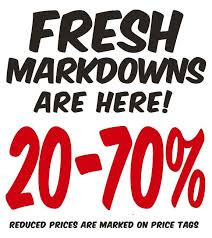 FRESH
MARKDOWNS
ARE HERE!
20-70%
REDUCED PRICES ARE MARKED ON PRICE TAGS